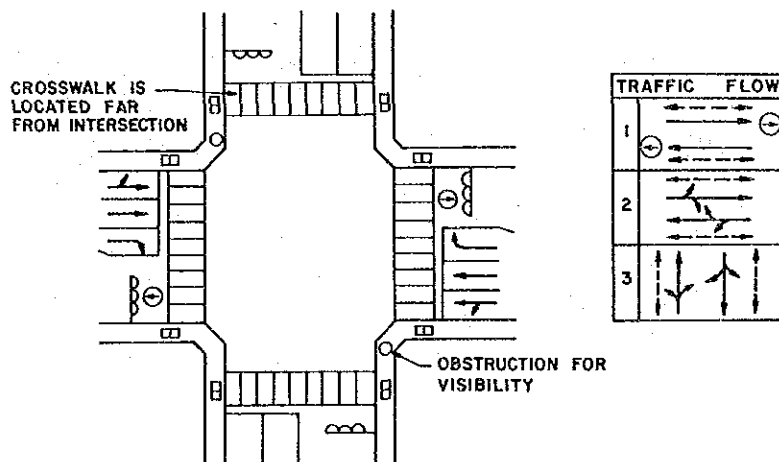 CROSSWALK IS
LOCATED FAR
FROM INTERSECTION
OBSTRUCTION FOR
VISIBILITY
TRAFFIC FLOW
1
2
3